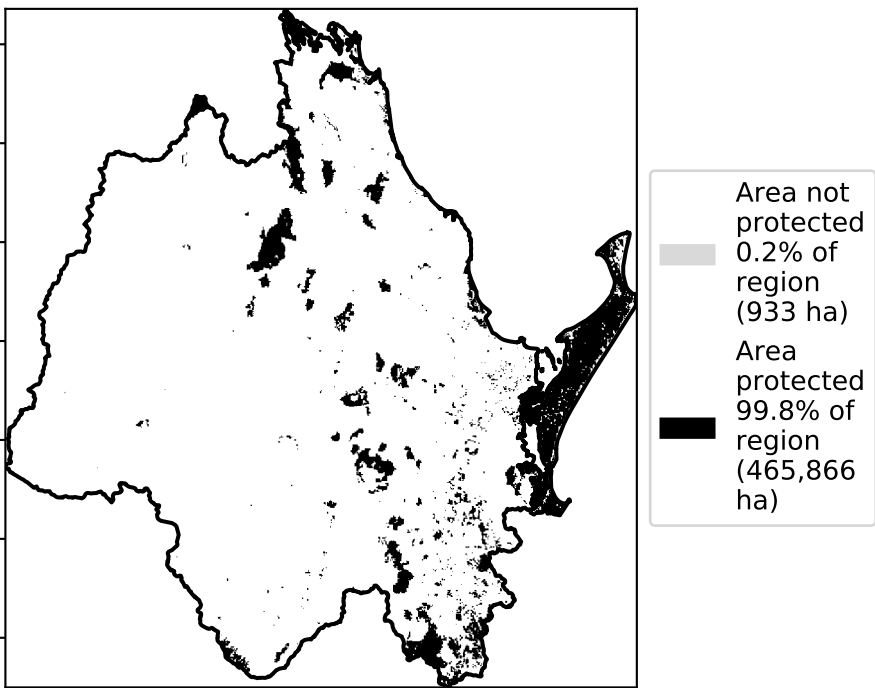 Area not
protected
0.2% of
region
(933 ha)
Area
protected
99.8% of
region
(465,866
ha)